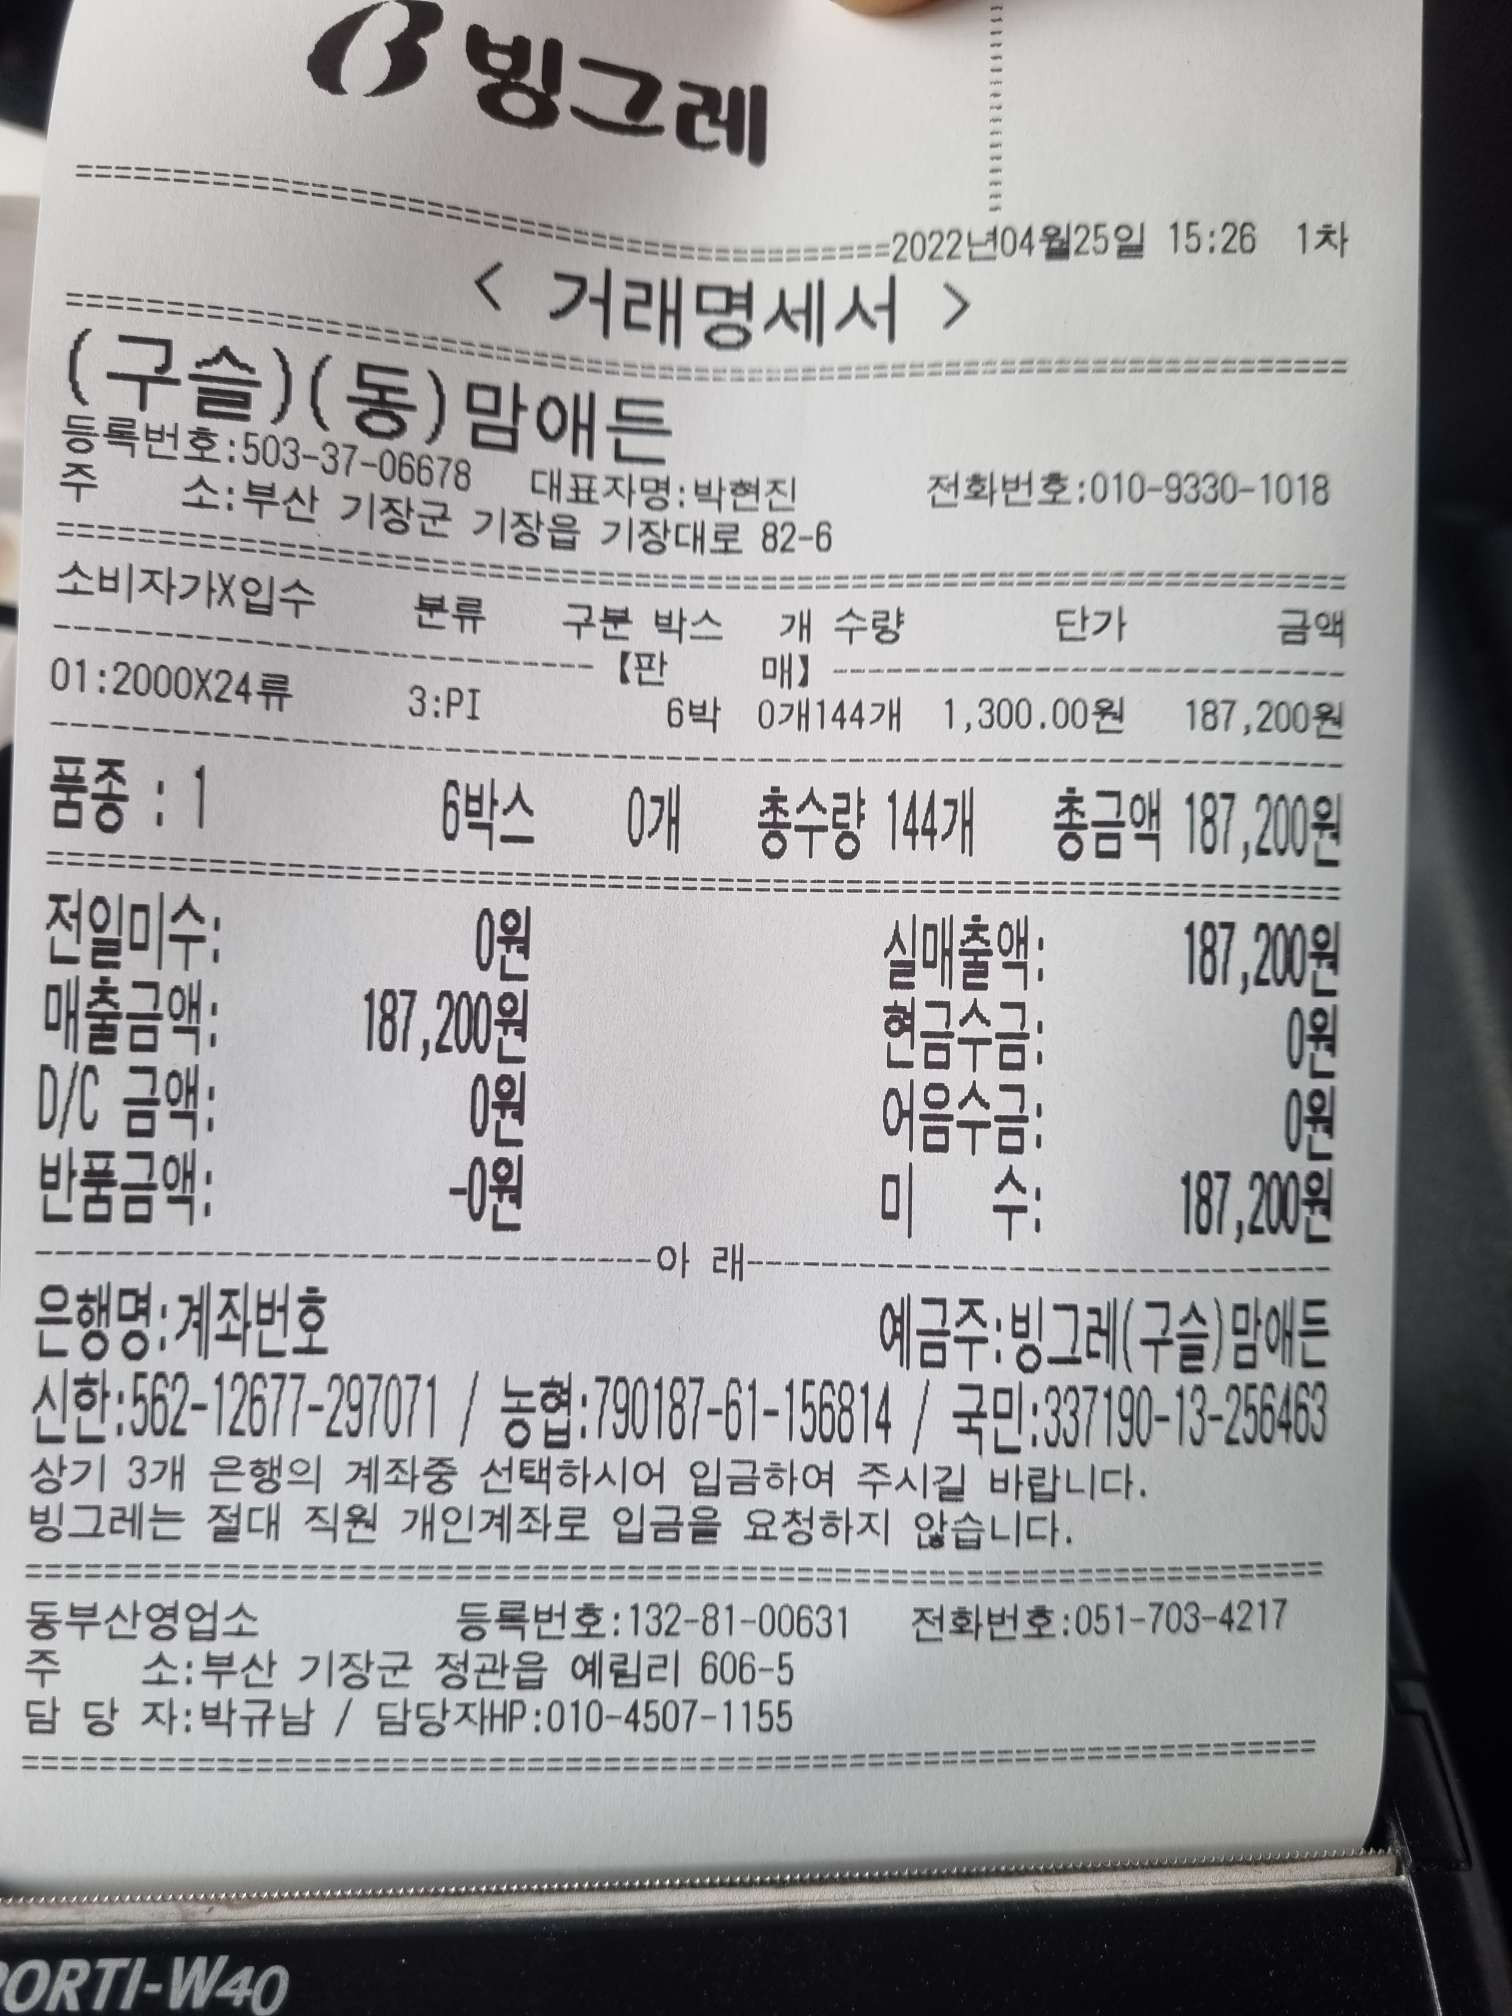 빙그레
2022년04월25일 15:26 1차
< 거래명세서 >
(구슬)(동)맘애든
등록번호:503-37-06678 대표자명:박현진 전화번호:010-9330-1018
주 소:부산 기장군 기장읍 기장대로 82-6
소비자가X입수 분류 구분 박스 개 수량 단가 금액
【판 매】
01:2000X24류 3:PI 6박 0개144개 1,300.00원 187,200원
품종 : 1 6박스 0개 총수량 144개 총금액 187,200원
전일미수: 0원 실매출액: 187,200원
매출금액: 187,200원 현금수금: 0원
D/C 금액: 0원 어음수금: 0원
반품금액: -0원 미 수: 187,200원
아 래
은행명:계좌번호 예금주:빙그레(구슬)맘애든
신한:562-12677-297071 / 농협:790187-61-156814 / 국민:337190-13-256463
상기 3개 은행의 계좌중 선택하시어 입금하여 주시길 바랍니다.
빙그레는 절대 직원 개인계좌로 입금을 요청하지 않습니다.
동부산영업소 등록번호:132-81-00631 전화번호:051-703-4217
주 소:부산 기장군 정관읍 예림리 606-5
담 당 자:박규남 / 담당자HP:010-4507-1155
PORTI-W40